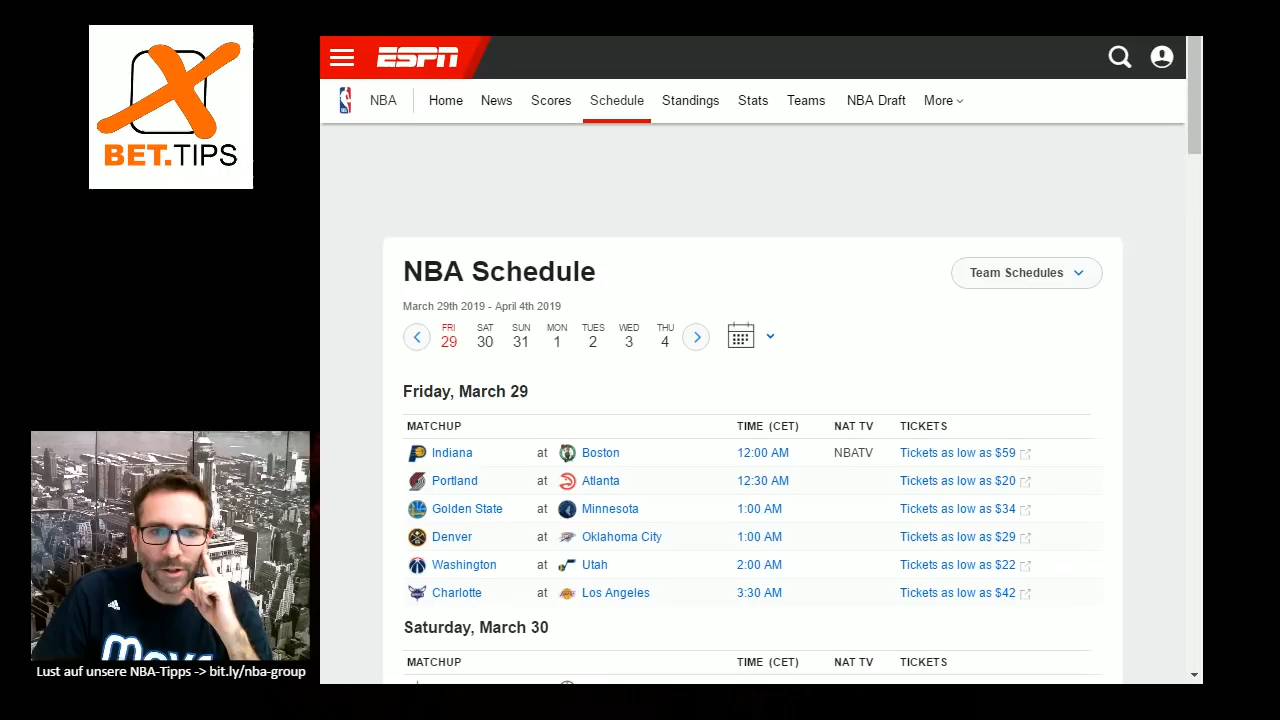 BET.TIPS
ESPN
NBA Home News Scores Schedule Standings Stats Teams NBA Draft More
NBA Schedule
Team Schedules
March 29th 2019 - April 4th 2019
FRI SAT SUN MON TUES WED THU
29 30 31 1 2 3 4
Friday, March 29
MATCHUP TIME (CET) NAT TV TICKETS
Indiana at Boston 12:00 AM NBATV Tickets as low as $59
Portland at Atlanta 12:30 AM Tickets as low as $20
Golden State at Minnesota 1:00 AM Tickets as low as $34
Denver at Oklahoma City 1:00 AM Tickets as low as $29
Washington at Utah 2:00 AM Tickets as low as $22
Charlotte at Los Angeles 3:30 AM Tickets as low as $42
Saturday, March 30
MATCHUP TIME (CET) NAT TV TICKETS
Lust auf unsere NBA-Tipps -> bit.ly/nba-group